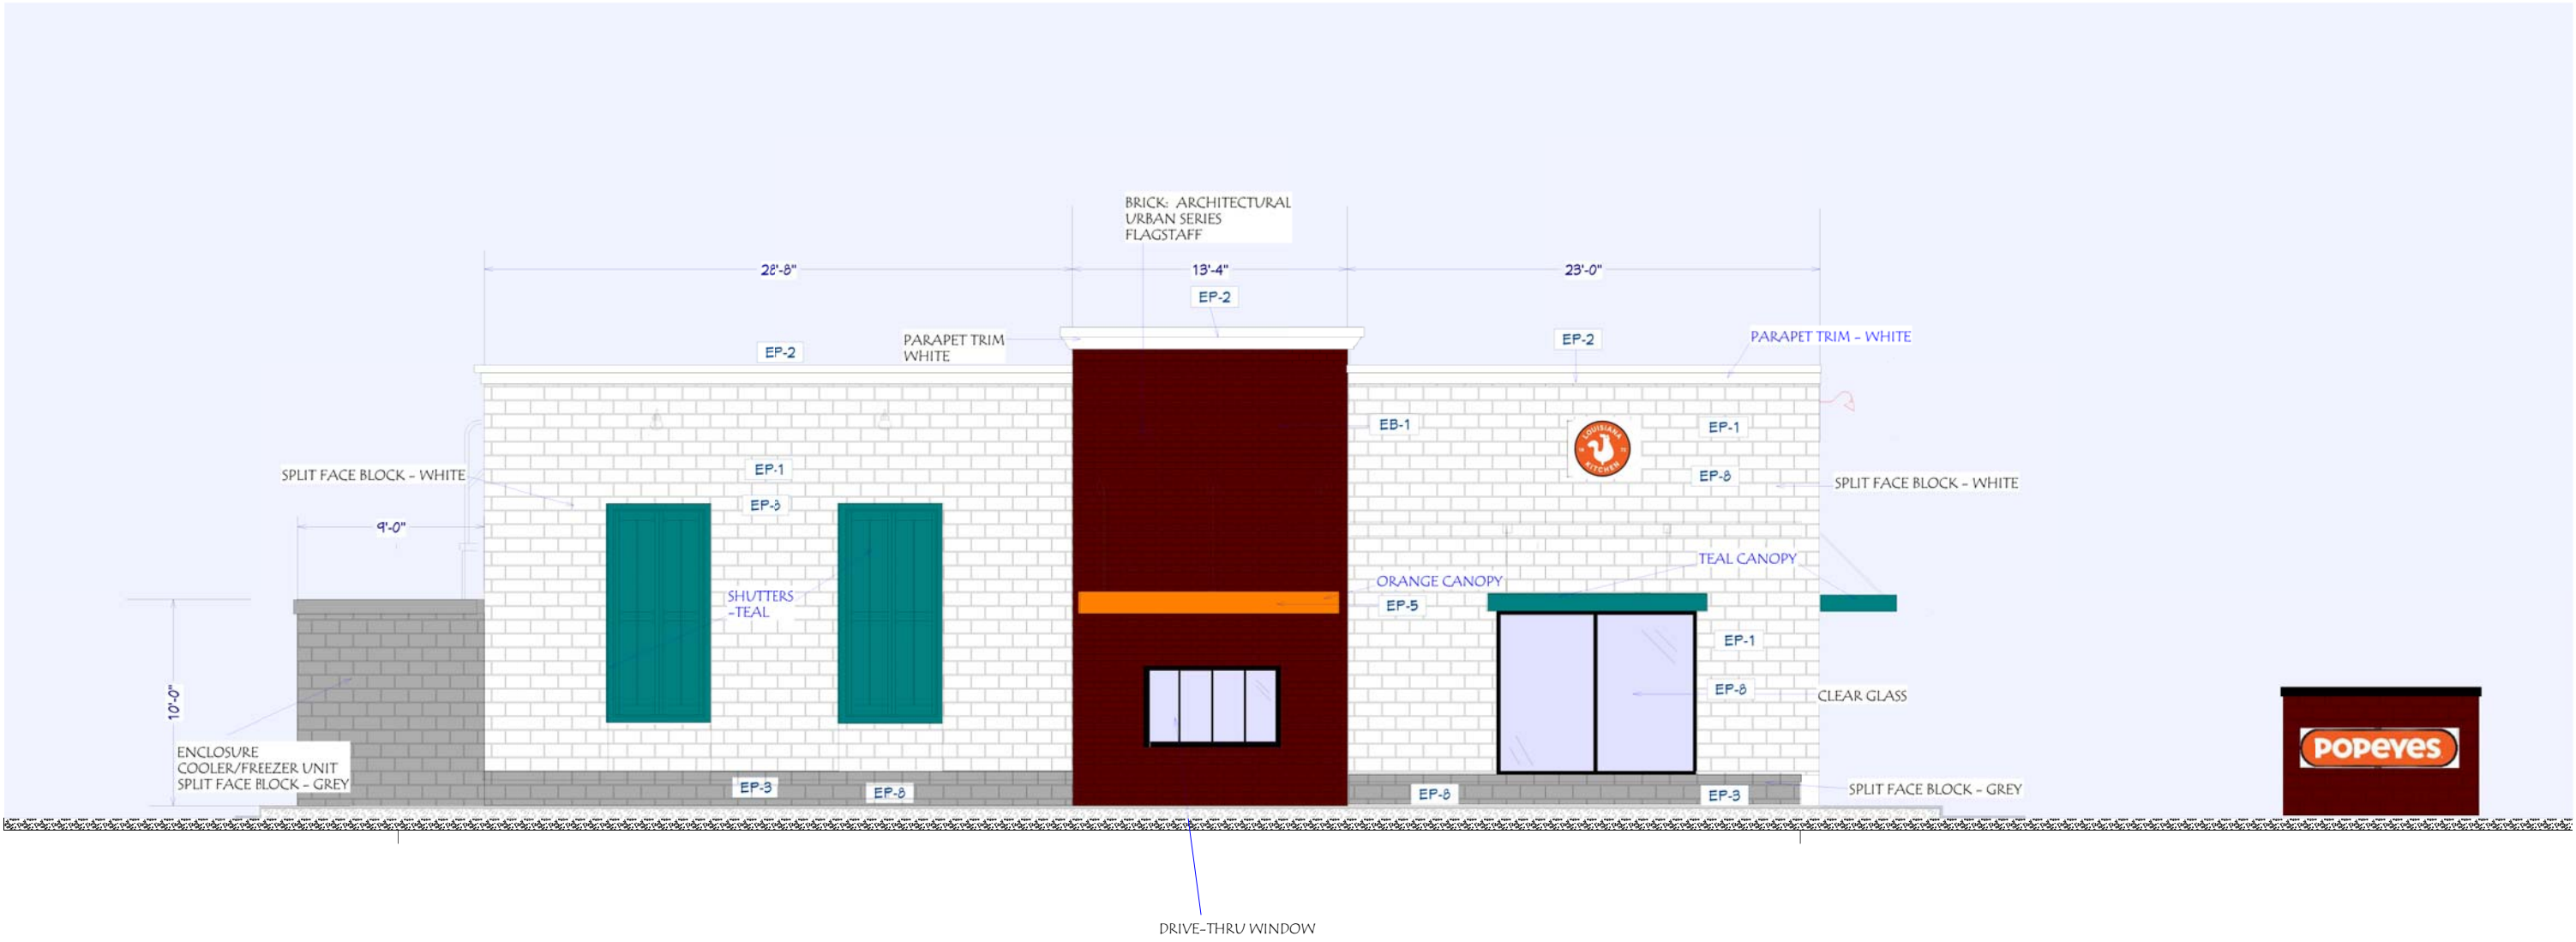 BRICK: ARCHITECTURAL
URBAN SERIES
FLAGSTAFF
28'-8"
13'-4"
23'-0"
EP-2
PARAPET TRIM
WHITE
EP-2
EP-2
PARAPET TRIM - WHITE
EB-1
EP-1
LOUISIANA
KITCHEN
SPLIT FACE BLOCK - WHITE
EP-1
EP-8
SPLIT FACE BLOCK - WHITE
EP-8
9'-0"
TEAL CANOPY
ORANGE CANOPY
SHUTTERS
-TEAL
EP-5
EP-1
10'-0"
EP-8
CLEAR GLASS
ENCLOSURE
COOLER/FREEZER UNIT
SPLIT FACE BLOCK - GREY
POPEYES
EP-3
EP-8
EP-8
EP-3
SPLIT FACE BLOCK - GREY
DRIVE-THRU WINDOW